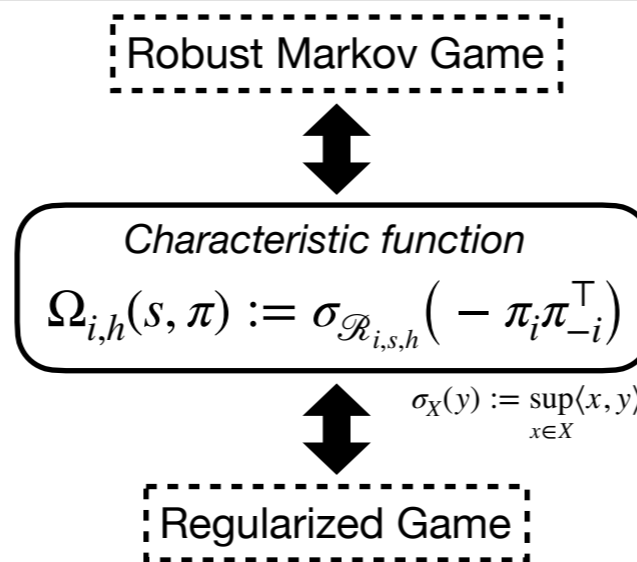 Robust Markov Game
Characteristic function
Ω_{i,h}(s, π) := σ_{ℛ_{i,s,h}}( − π_i π_{−i}^⊤ )
σ_X(y) := sup_{x∈X}⟨x, y⟩
Regularized Game